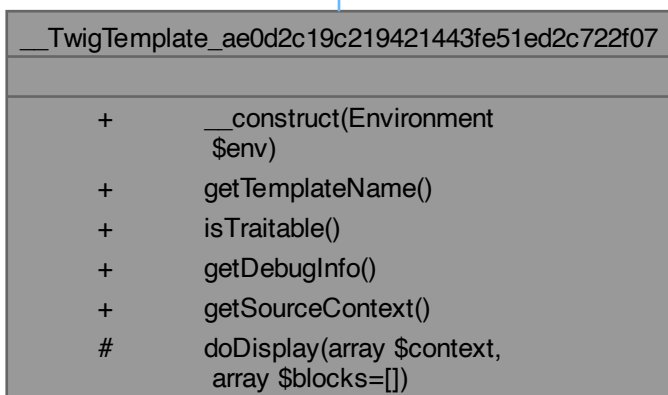 __TwigTemplate_ae0d2c19c219421443fe51ed2c722f07
+ __construct(Environment
$env)
+ getTemplateName()
+ isTraitable()
+ getDebugInfo()
+ getSourceContext()
# doDisplay(array $context,
array $blocks=[])